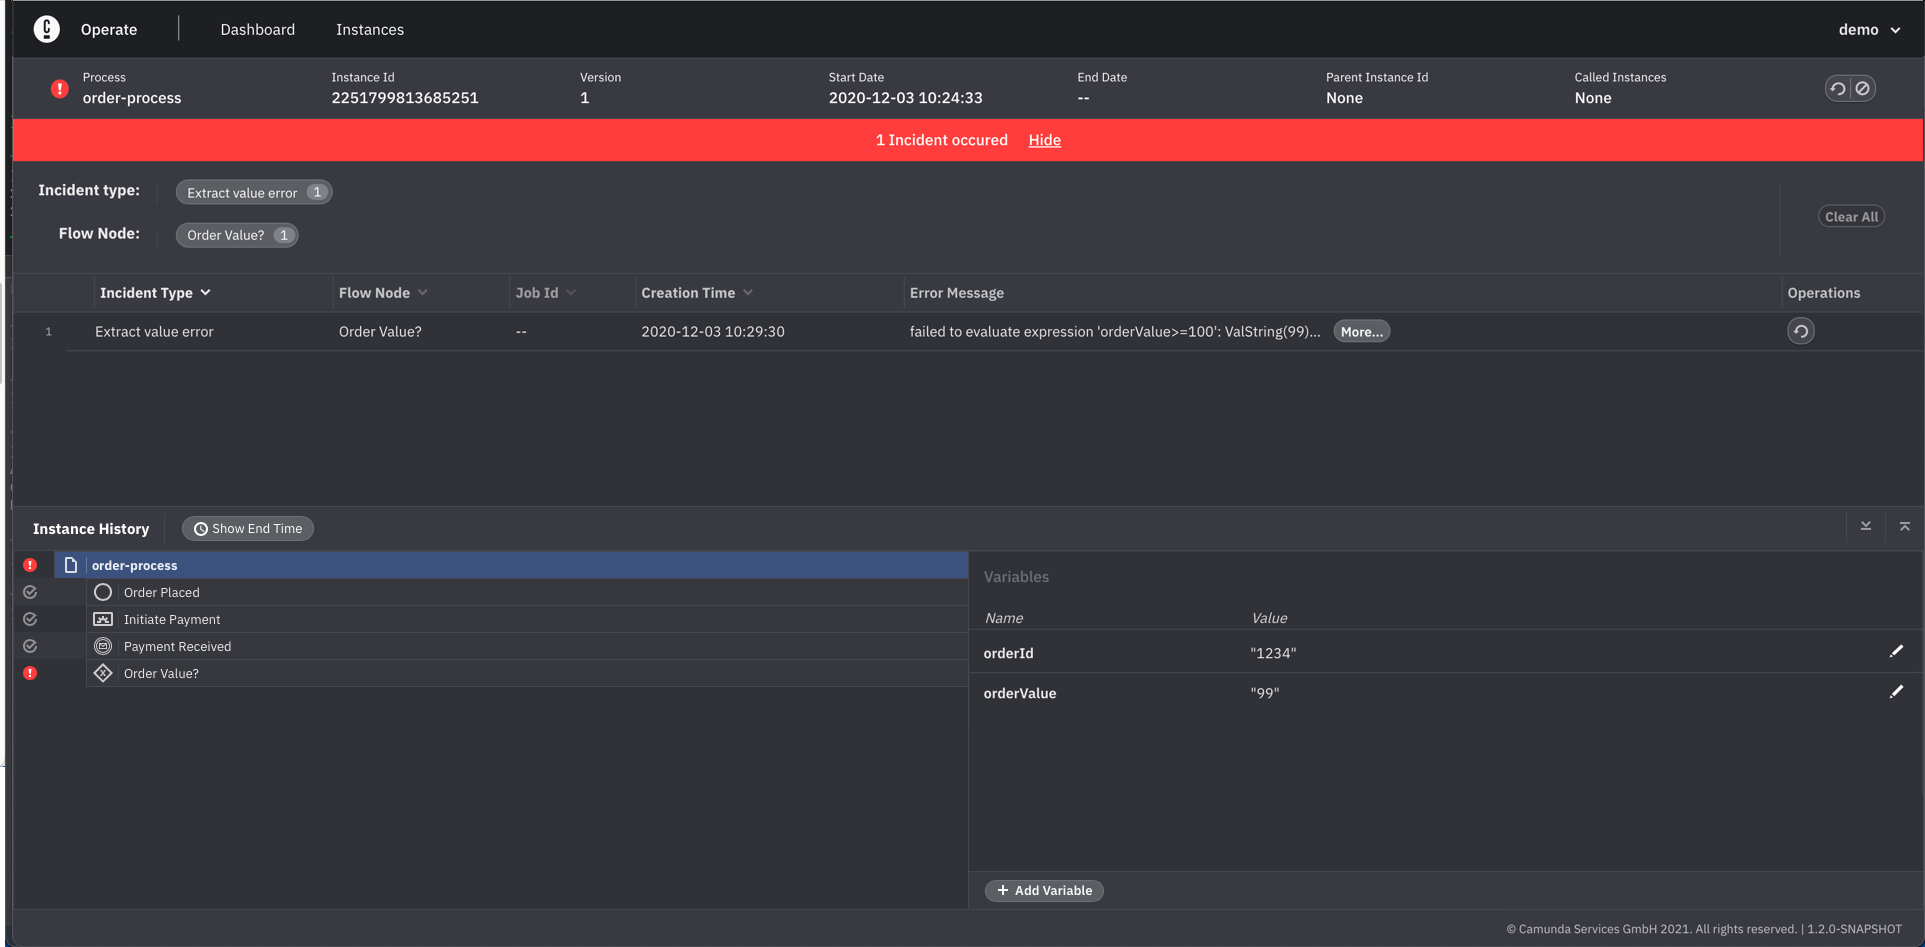 Operate Dashboard Instances demo
Process Instance Id Version Start Date End Date Parent Instance Id Called Instances
order-process 2251799813685251 1 2020-12-03 10:24:33 -- None None
1 Incident occured Hide
Incident type: Extract value error 1
Flow Node: Order Value? 1
Clear All
Incident Type Flow Node Job Id Creation Time Error Message Operations
1 Extract value error Order Value? -- 2020-12-03 10:29:30 failed to evaluate expression 'orderValue>=100': ValString(99)... More...
Instance History Show End Time
order-process
Order Placed
Initiate Payment
Payment Received
Order Value?
Variables
Name Value
orderId "1234"
orderValue "99"
+ Add Variable
© Camunda Services GmbH 2021. All rights reserved. | 1.2.0-SNAPSHOT